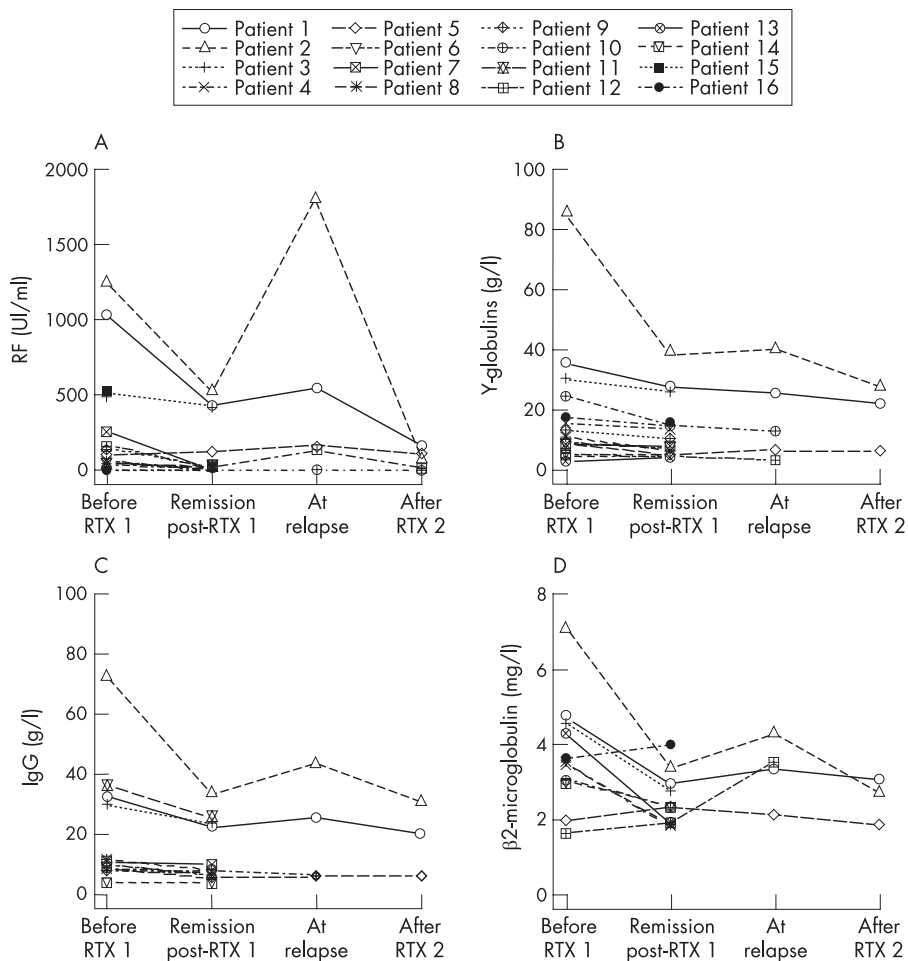 Patient 1 Patient 5 Patient 9 Patient 13
Patient 2 Patient 6 Patient 10 Patient 14
Patient 3 Patient 7 Patient 11 Patient 15
Patient 4 Patient 8 Patient 12 Patient 16
A
2000
1500
1000
500
0
RF (UI/ml)
Before RTX 1
Remission post-RTX 1
At relapse
After RTX 2
B
100
80
60
40
20
0
Y-globulins (g/l)
Before RTX 1
Remission post-RTX 1
At relapse
After RTX 2
C
100
80
60
40
20
0
IgG (g/l)
Before RTX 1
Remission post-RTX 1
At relapse
After RTX 2
D
8
6
4
2
0
β2-microglobulin (mg/l)
Before RTX 1
Remission post-RTX 1
At relapse
After RTX 2